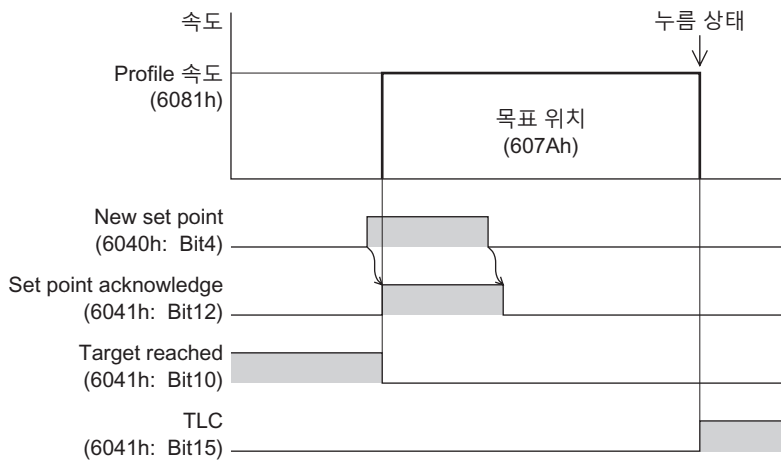 속도
누름 상태
Profile 속도
(6081h)
목표 위치
(607Ah)
New set point
(6040h: Bit4)
Set point acknowledge
(6041h: Bit12)
Target reached
(6041h: Bit10)
TLC
(6041h: Bit15)